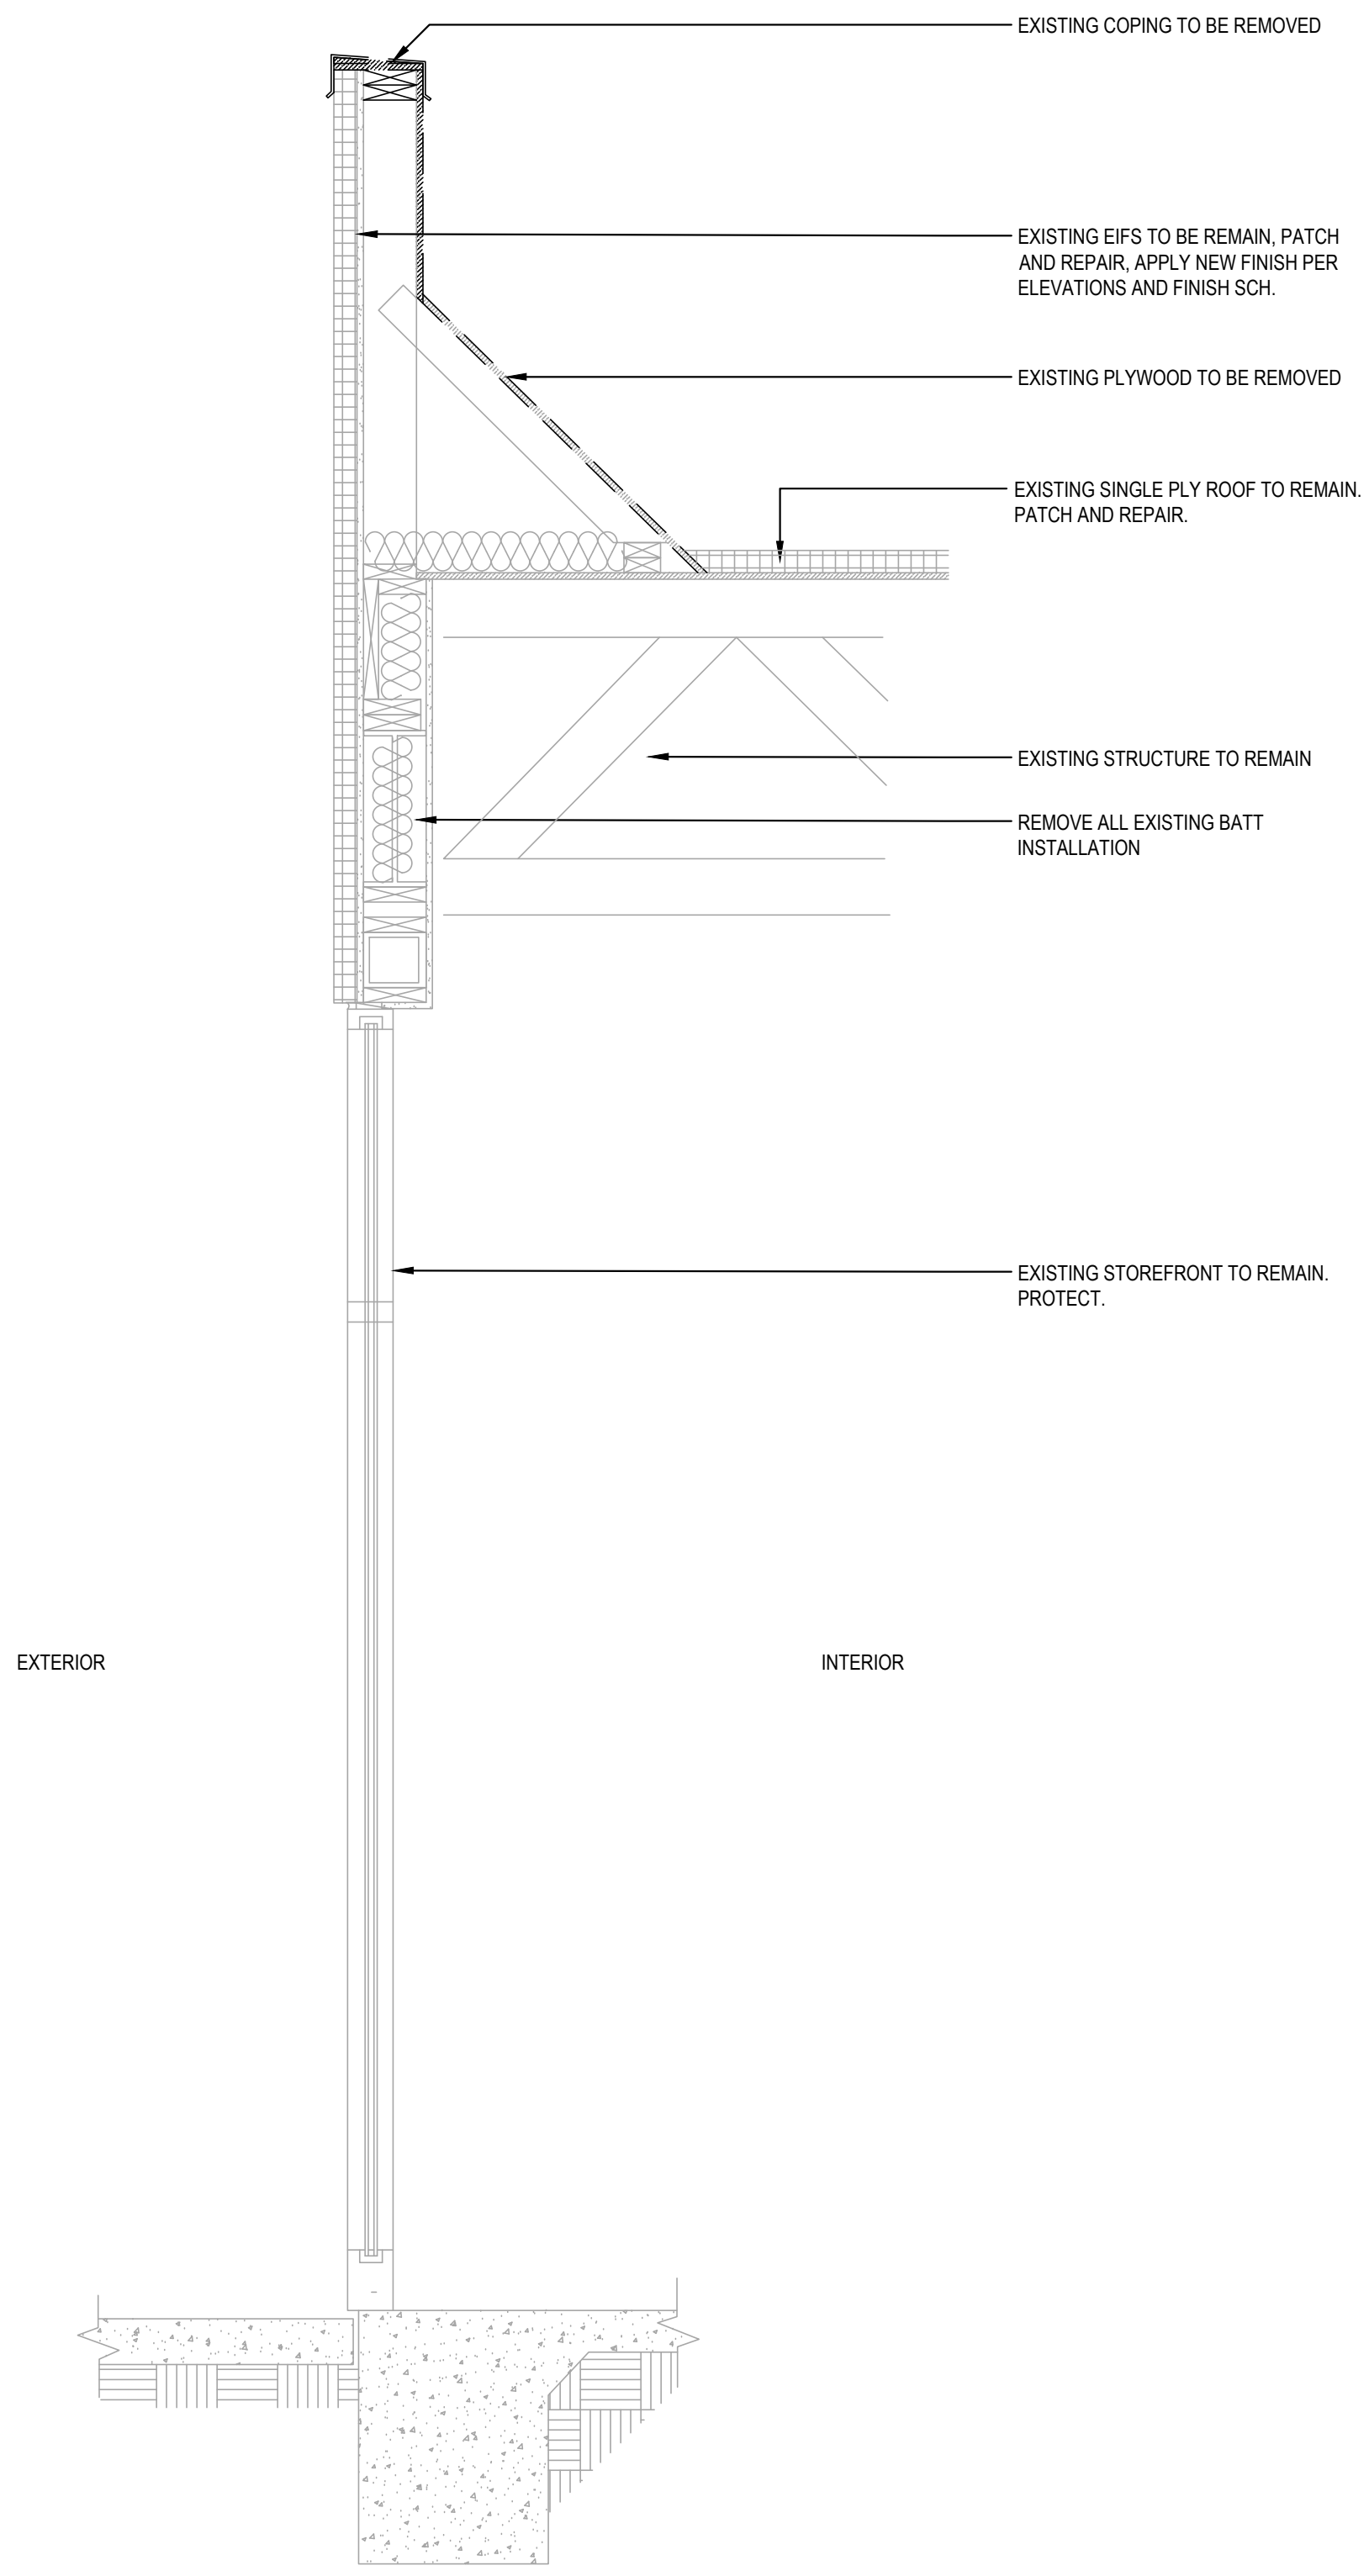 EXISTING COPING TO BE REMOVED
EXISTING EIFS TO BE REMAIN, PATCH
AND REPAIR, APPLY NEW FINISH PER
ELEVATIONS AND FINISH SCH.
EXISTING PLYWOOD TO BE REMOVED
EXISTING SINGLE PLY ROOF TO REMAIN.
PATCH AND REPAIR.
EXISTING STRUCTURE TO REMAIN
REMOVE ALL EXISTING BATT
INSTALLATION
EXISTING STOREFRONT TO REMAIN.
PROTECT.
EXTERIOR
INTERIOR